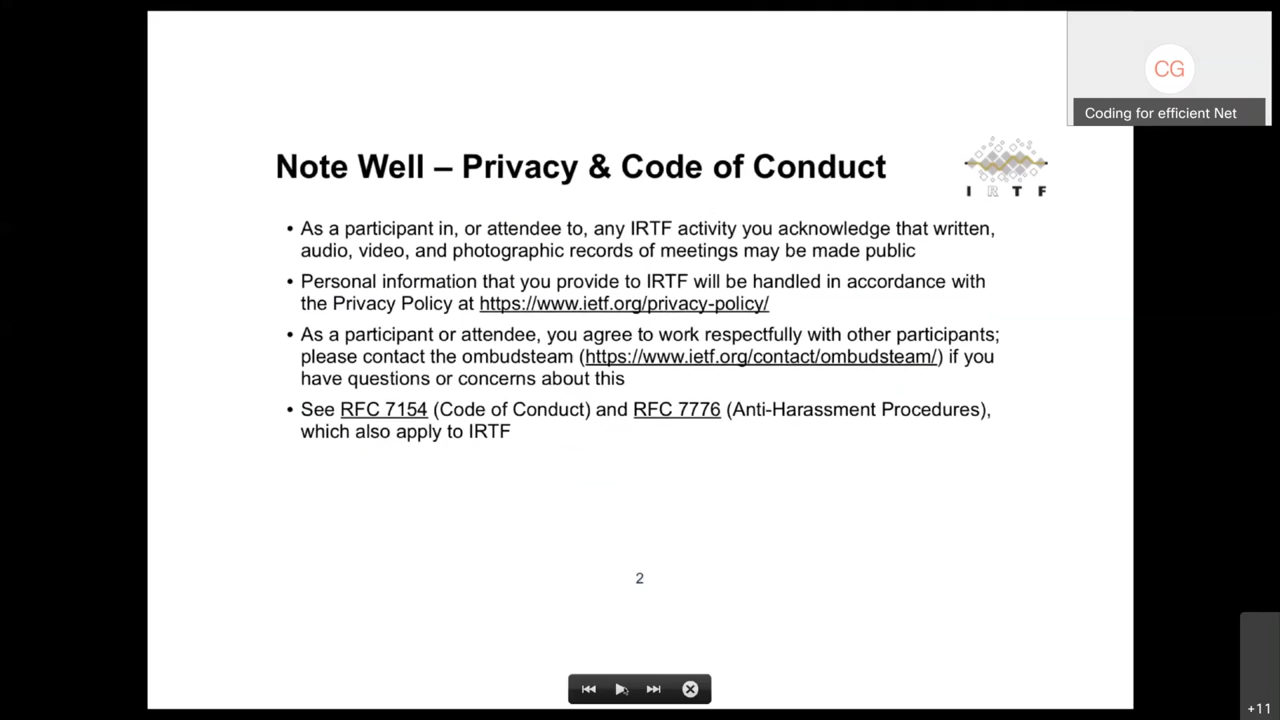 CG
Coding for efficient Net
Note Well – Privacy & Code of Conduct
I R T F
• As a participant in, or attendee to, any IRTF activity you acknowledge that written,
audio, video, and photographic records of meetings may be made public
• Personal information that you provide to IRTF will be handled in accordance with
the Privacy Policy at https://www.ietf.org/privacy-policy/
• As a participant or attendee, you agree to work respectfully with other participants;
please contact the ombudsteam (https://www.ietf.org/contact/ombudsteam/) if you
have questions or concerns about this
• See RFC 7154 (Code of Conduct) and RFC 7776 (Anti-Harassment Procedures),
which also apply to IRTF
2
+11